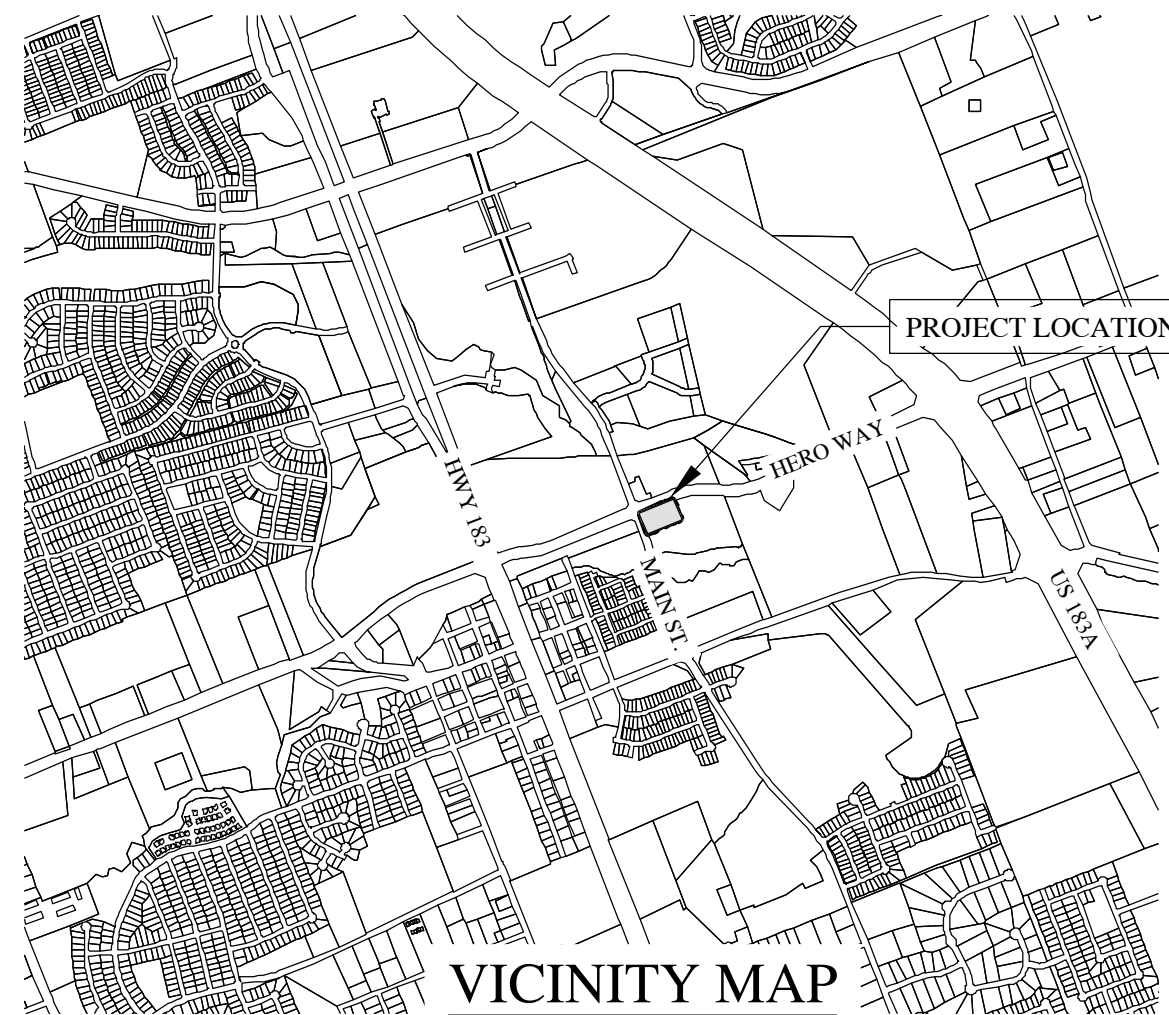 PROJECT LOCATION
HERO WAY
HWY 183
MAIN ST.
US 183A
VICINITY MAP